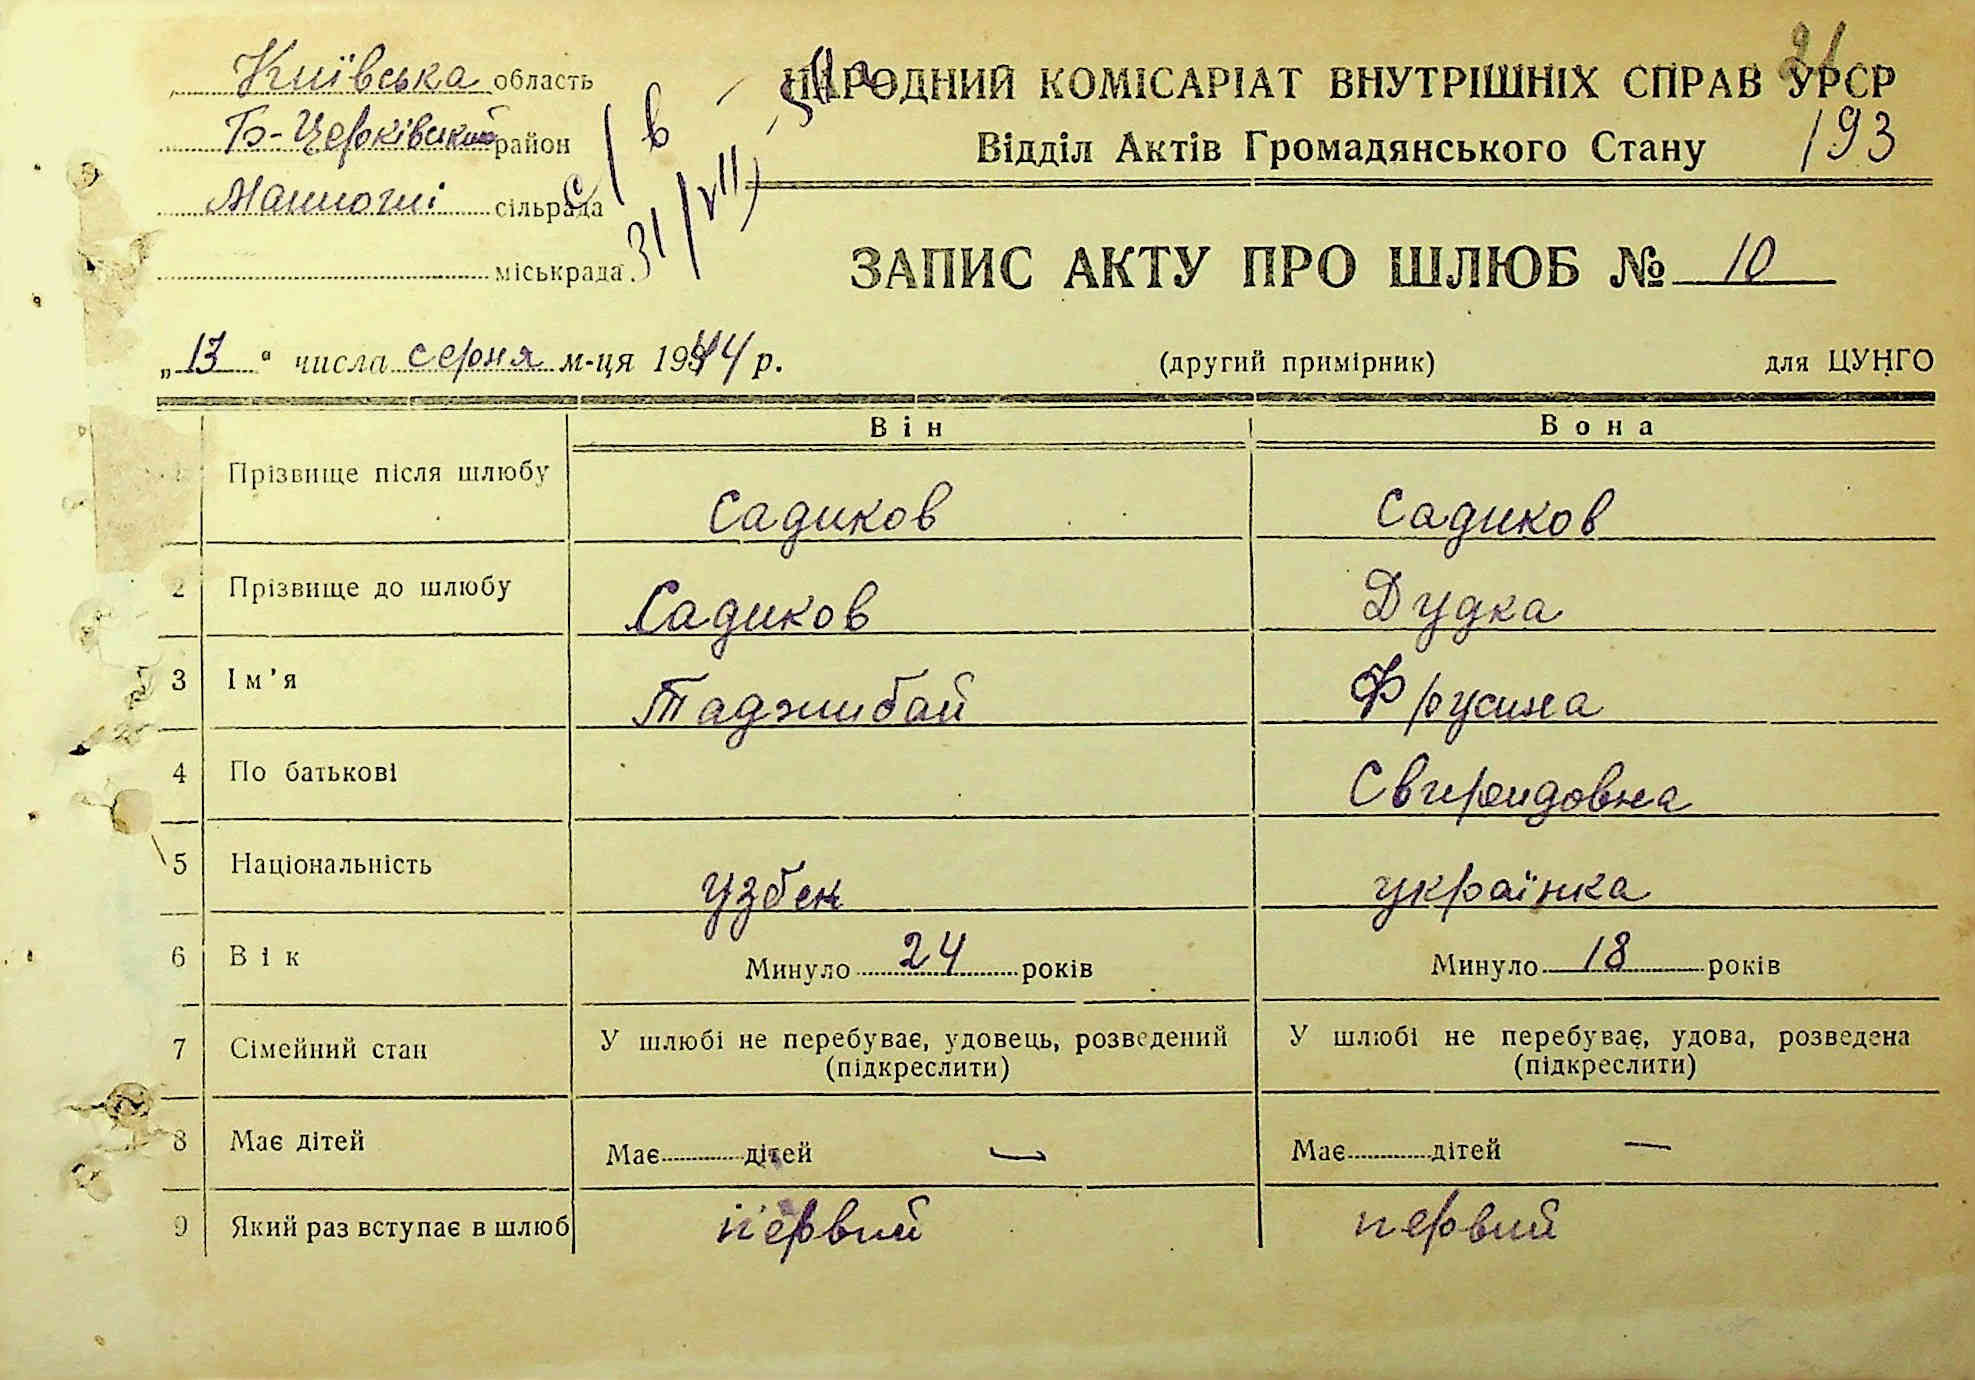 Київська область
Б-Церківський район
сільрада
міськрада
1 в
31/VII
21
НАРОДНИЙ КОМІСАРІАТ ВНУТРІШНІХ СПРАВ УРСР
Відділ Актів Громадянського Стану
193
ЗАПИС АКТУ ПРО ШЛЮБ № 10
„13“ числа серпня м-ця 1944 р.
(другий примірник)
для ЦУНГО
Він
Вона
Прізвище після шлюбу Садиков Садиков
2 Прізвище до шлюбу Садиков Дудка
3 Ім'я Таджибай Фрусина
4 По батькові Свиридовна
5 Національність узбек українка
6 Вік Минуло 24 років Минуло 18 років
7 Сімейний стан У шлюбі не перебуває, удовець, розведений У шлюбі не перебуває, удова, розведена
(підкреслити) (підкреслити)
8 Має дітей Має дітей — Має дітей —
9 Який раз вступає в шлюб первий первий